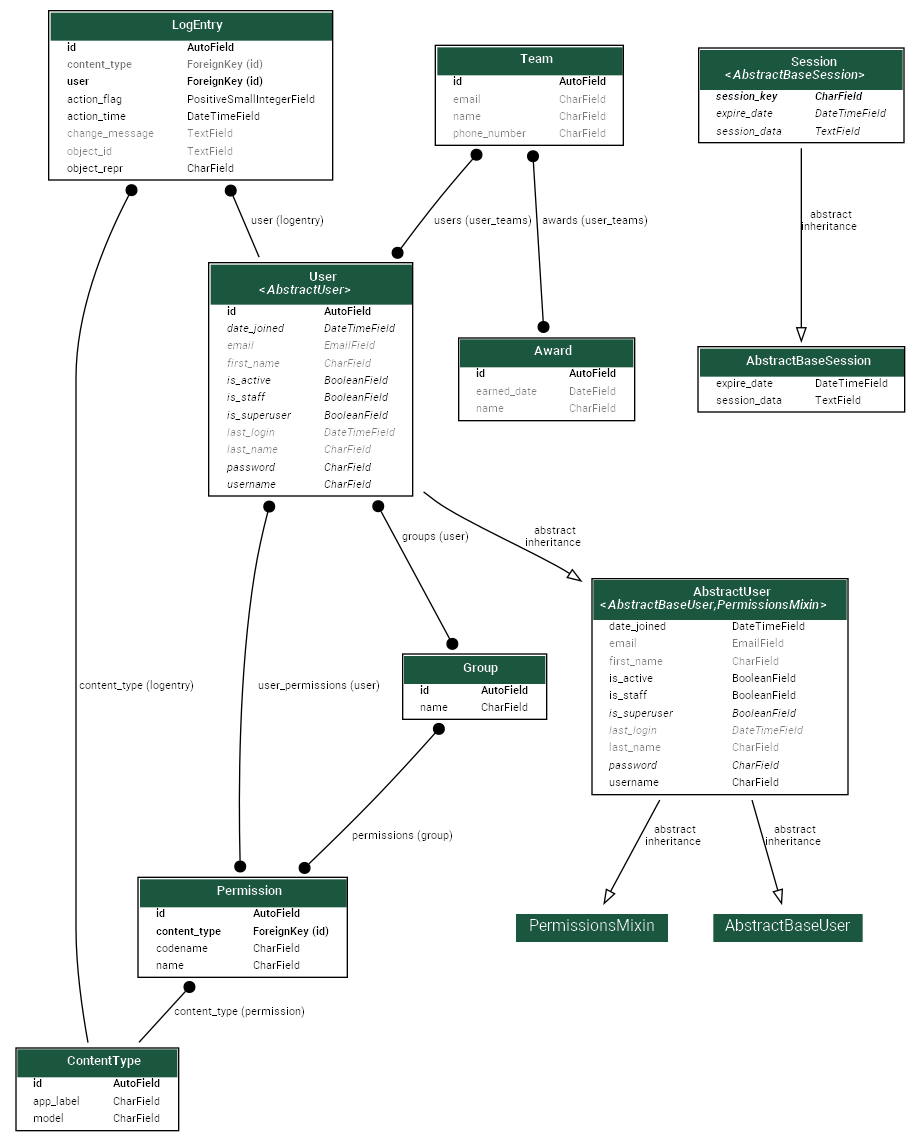 LogEntry
id AutoField
content_type ForeignKey (id)
user ForeignKey (id)
action_flag PositiveSmallIntegerField
action_time DateTimeField
change_message TextField
object_id TextField
object_repr CharField
Team
id AutoField
email CharField
name CharField
phone_number CharField
Session
<AbstractBaseSession>
session_key CharField
expire_date DateTimeField
session_data TextField
user (logentry)
users (user_teams)
awards (user_teams)
abstract
inheritance
User
<AbstractUser>
id AutoField
date_joined DateTimeField
email EmailField
first_name CharField
is_active BooleanField
is_staff BooleanField
is_superuser BooleanField
last_login DateTimeField
last_name CharField
password CharField
username CharField
Award
id AutoField
earned_date DateField
name CharField
AbstractBaseSession
expire_date DateTimeField
session_data TextField
groups (user)
abstract
inheritance
AbstractUser
<AbstractBaseUser,PermissionsMixin>
date_joined DateTimeField
email EmailField
first_name CharField
is_active BooleanField
is_staff BooleanField
is_superuser BooleanField
last_login DateTimeField
last_name CharField
password CharField
username CharField
Group
id AutoField
name CharField
content_type (logentry)
user_permissions (user)
permissions (group)
abstract
inheritance
abstract
inheritance
Permission
id AutoField
content_type ForeignKey (id)
codename CharField
name CharField
PermissionsMixin
AbstractBaseUser
content_type (permission)
ContentType
id AutoField
app_label CharField
model CharField